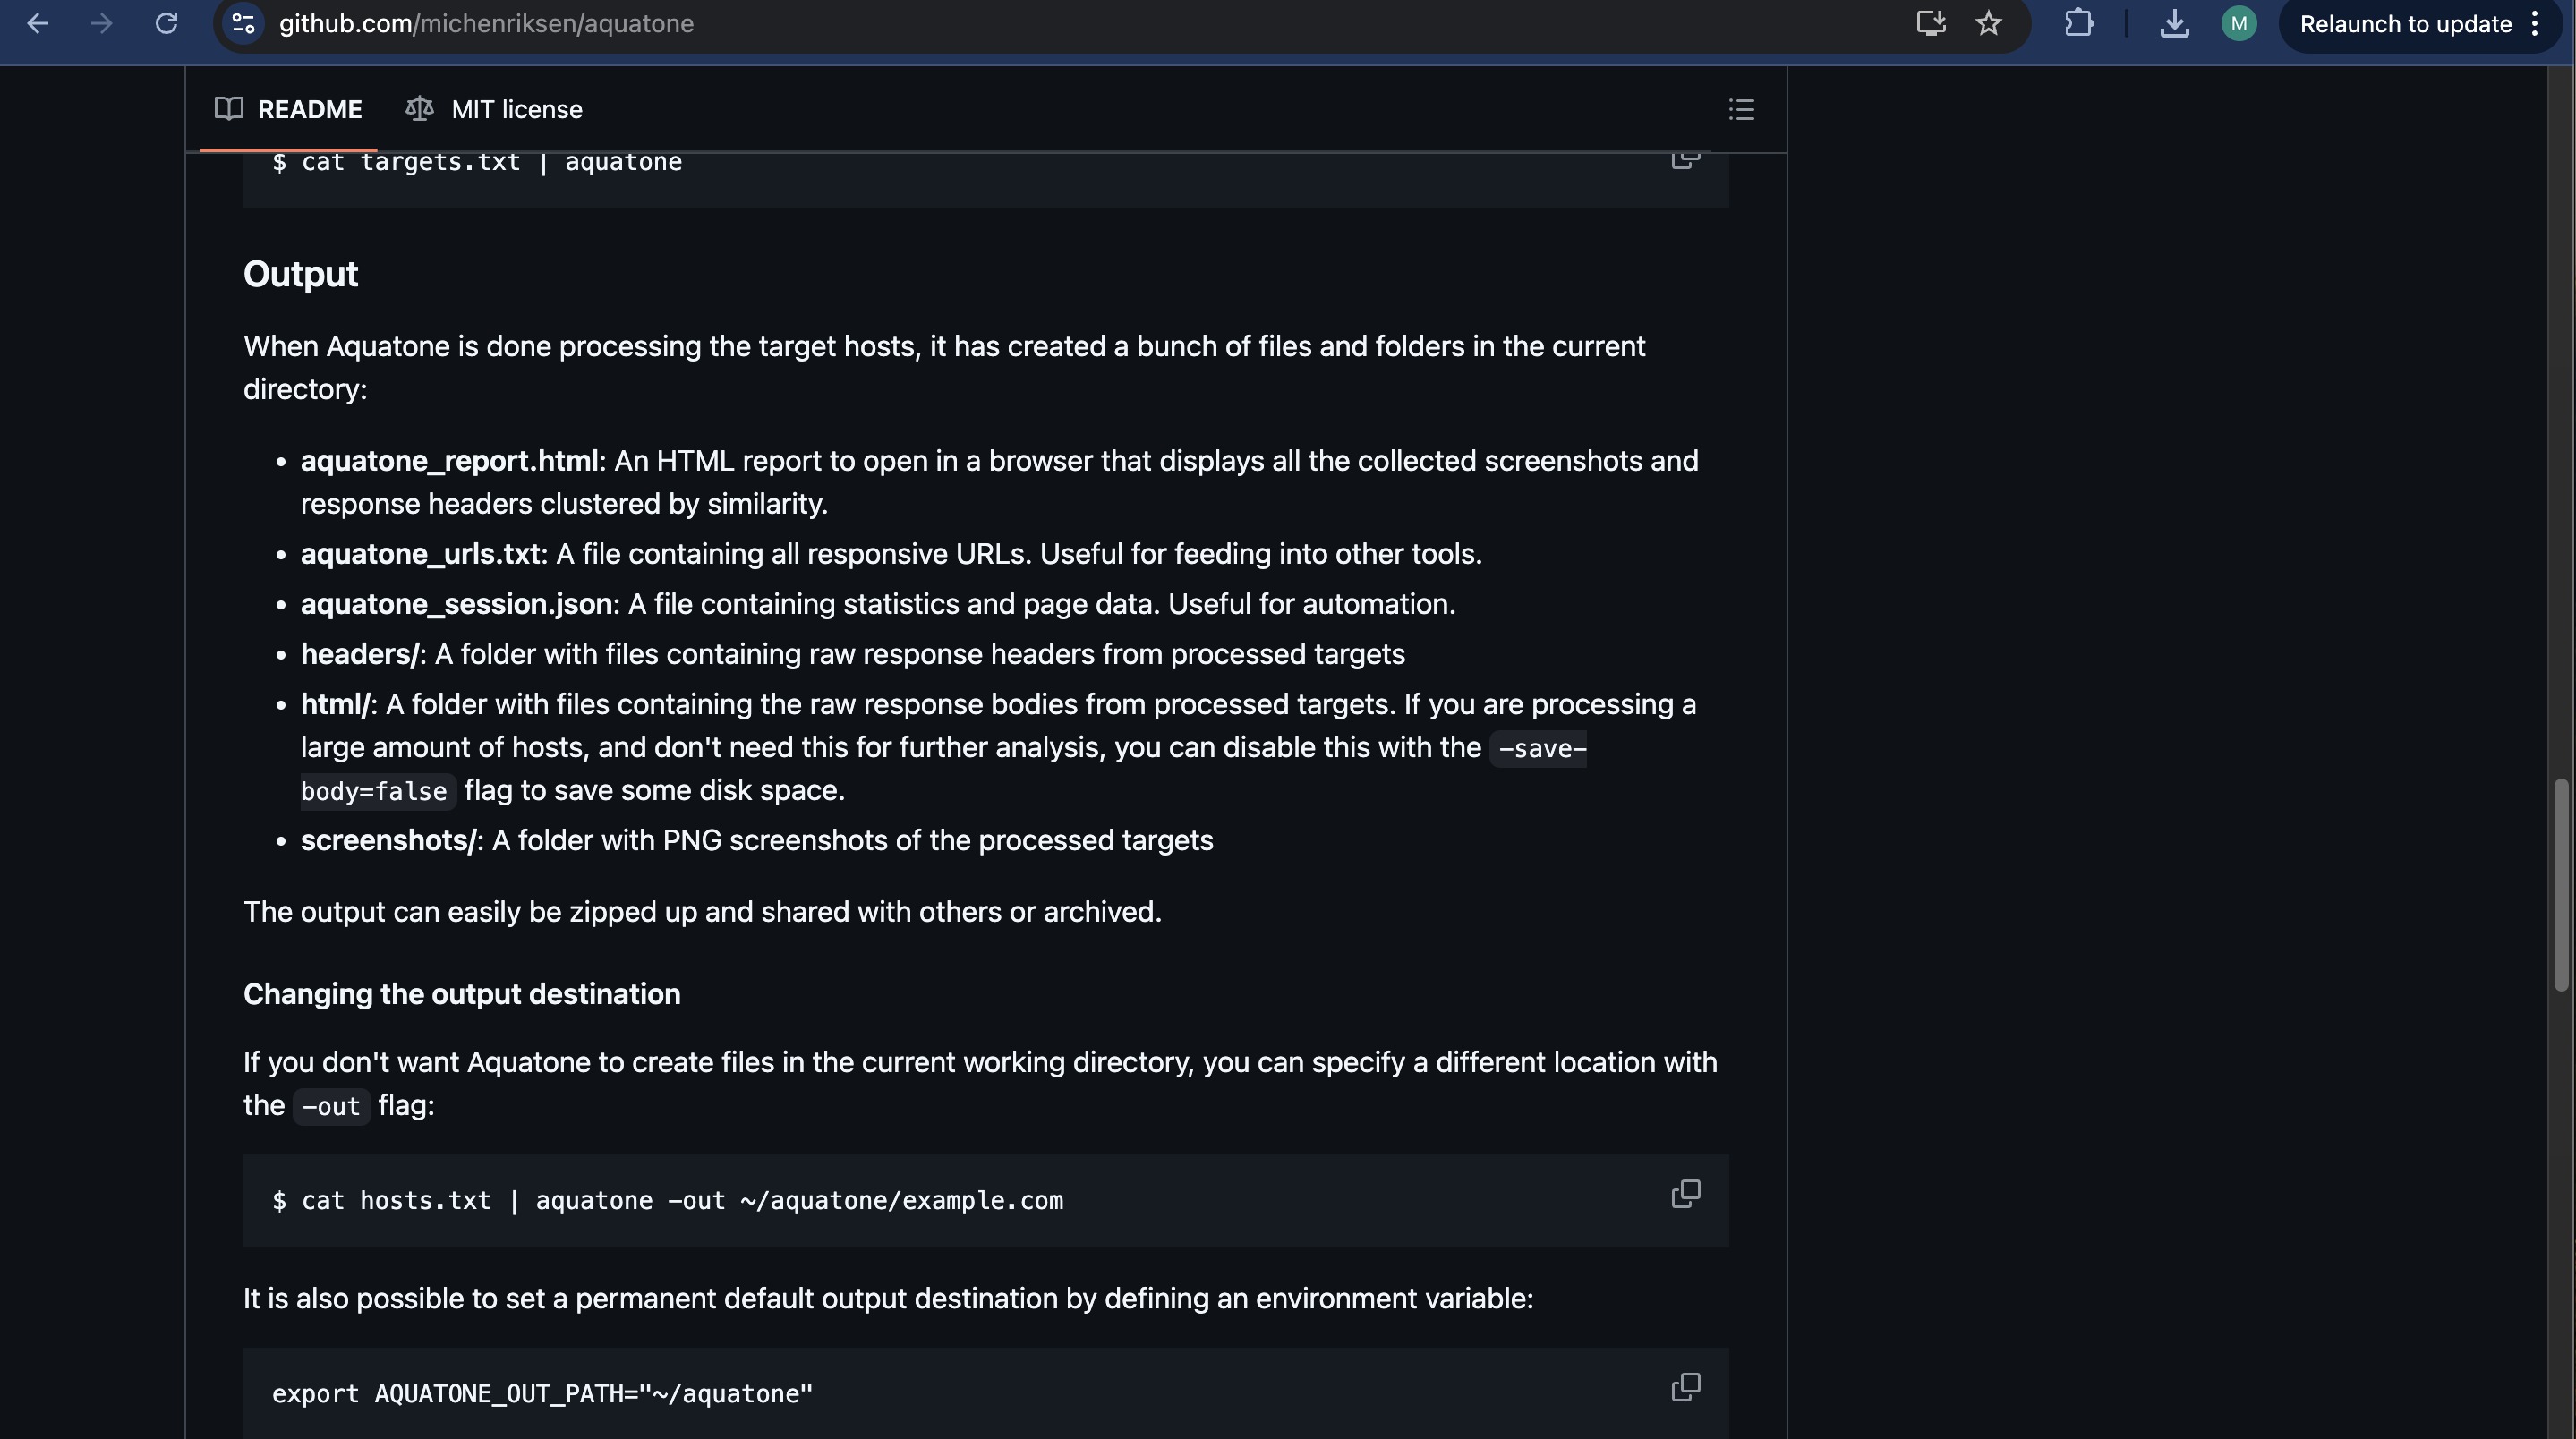 github.com/michenriksen/aquatone
M
Relaunch to update
README
MIT license
$ cat targets.txt | aquatone
Output
When Aquatone is done processing the target hosts, it has created a bunch of files and folders in the current
directory:
• aquatone_report.html: An HTML report to open in a browser that displays all the collected screenshots and
response headers clustered by similarity.
• aquatone_urls.txt: A file containing all responsive URLs. Useful for feeding into other tools.
• aquatone_session.json: A file containing statistics and page data. Useful for automation.
• headers/: A folder with files containing raw response headers from processed targets
• html/: A folder with files containing the raw response bodies from processed targets. If you are processing a
large amount of hosts, and don't need this for further analysis, you can disable this with the -save-
body=false flag to save some disk space.
• screenshots/: A folder with PNG screenshots of the processed targets
The output can easily be zipped up and shared with others or archived.
Changing the output destination
If you don't want Aquatone to create files in the current working directory, you can specify a different location with
the -out flag:
$ cat hosts.txt | aquatone -out ~/aquatone/example.com
It is also possible to set a permanent default output destination by defining an environment variable:
export AQUATONE_OUT_PATH="~/aquatone"